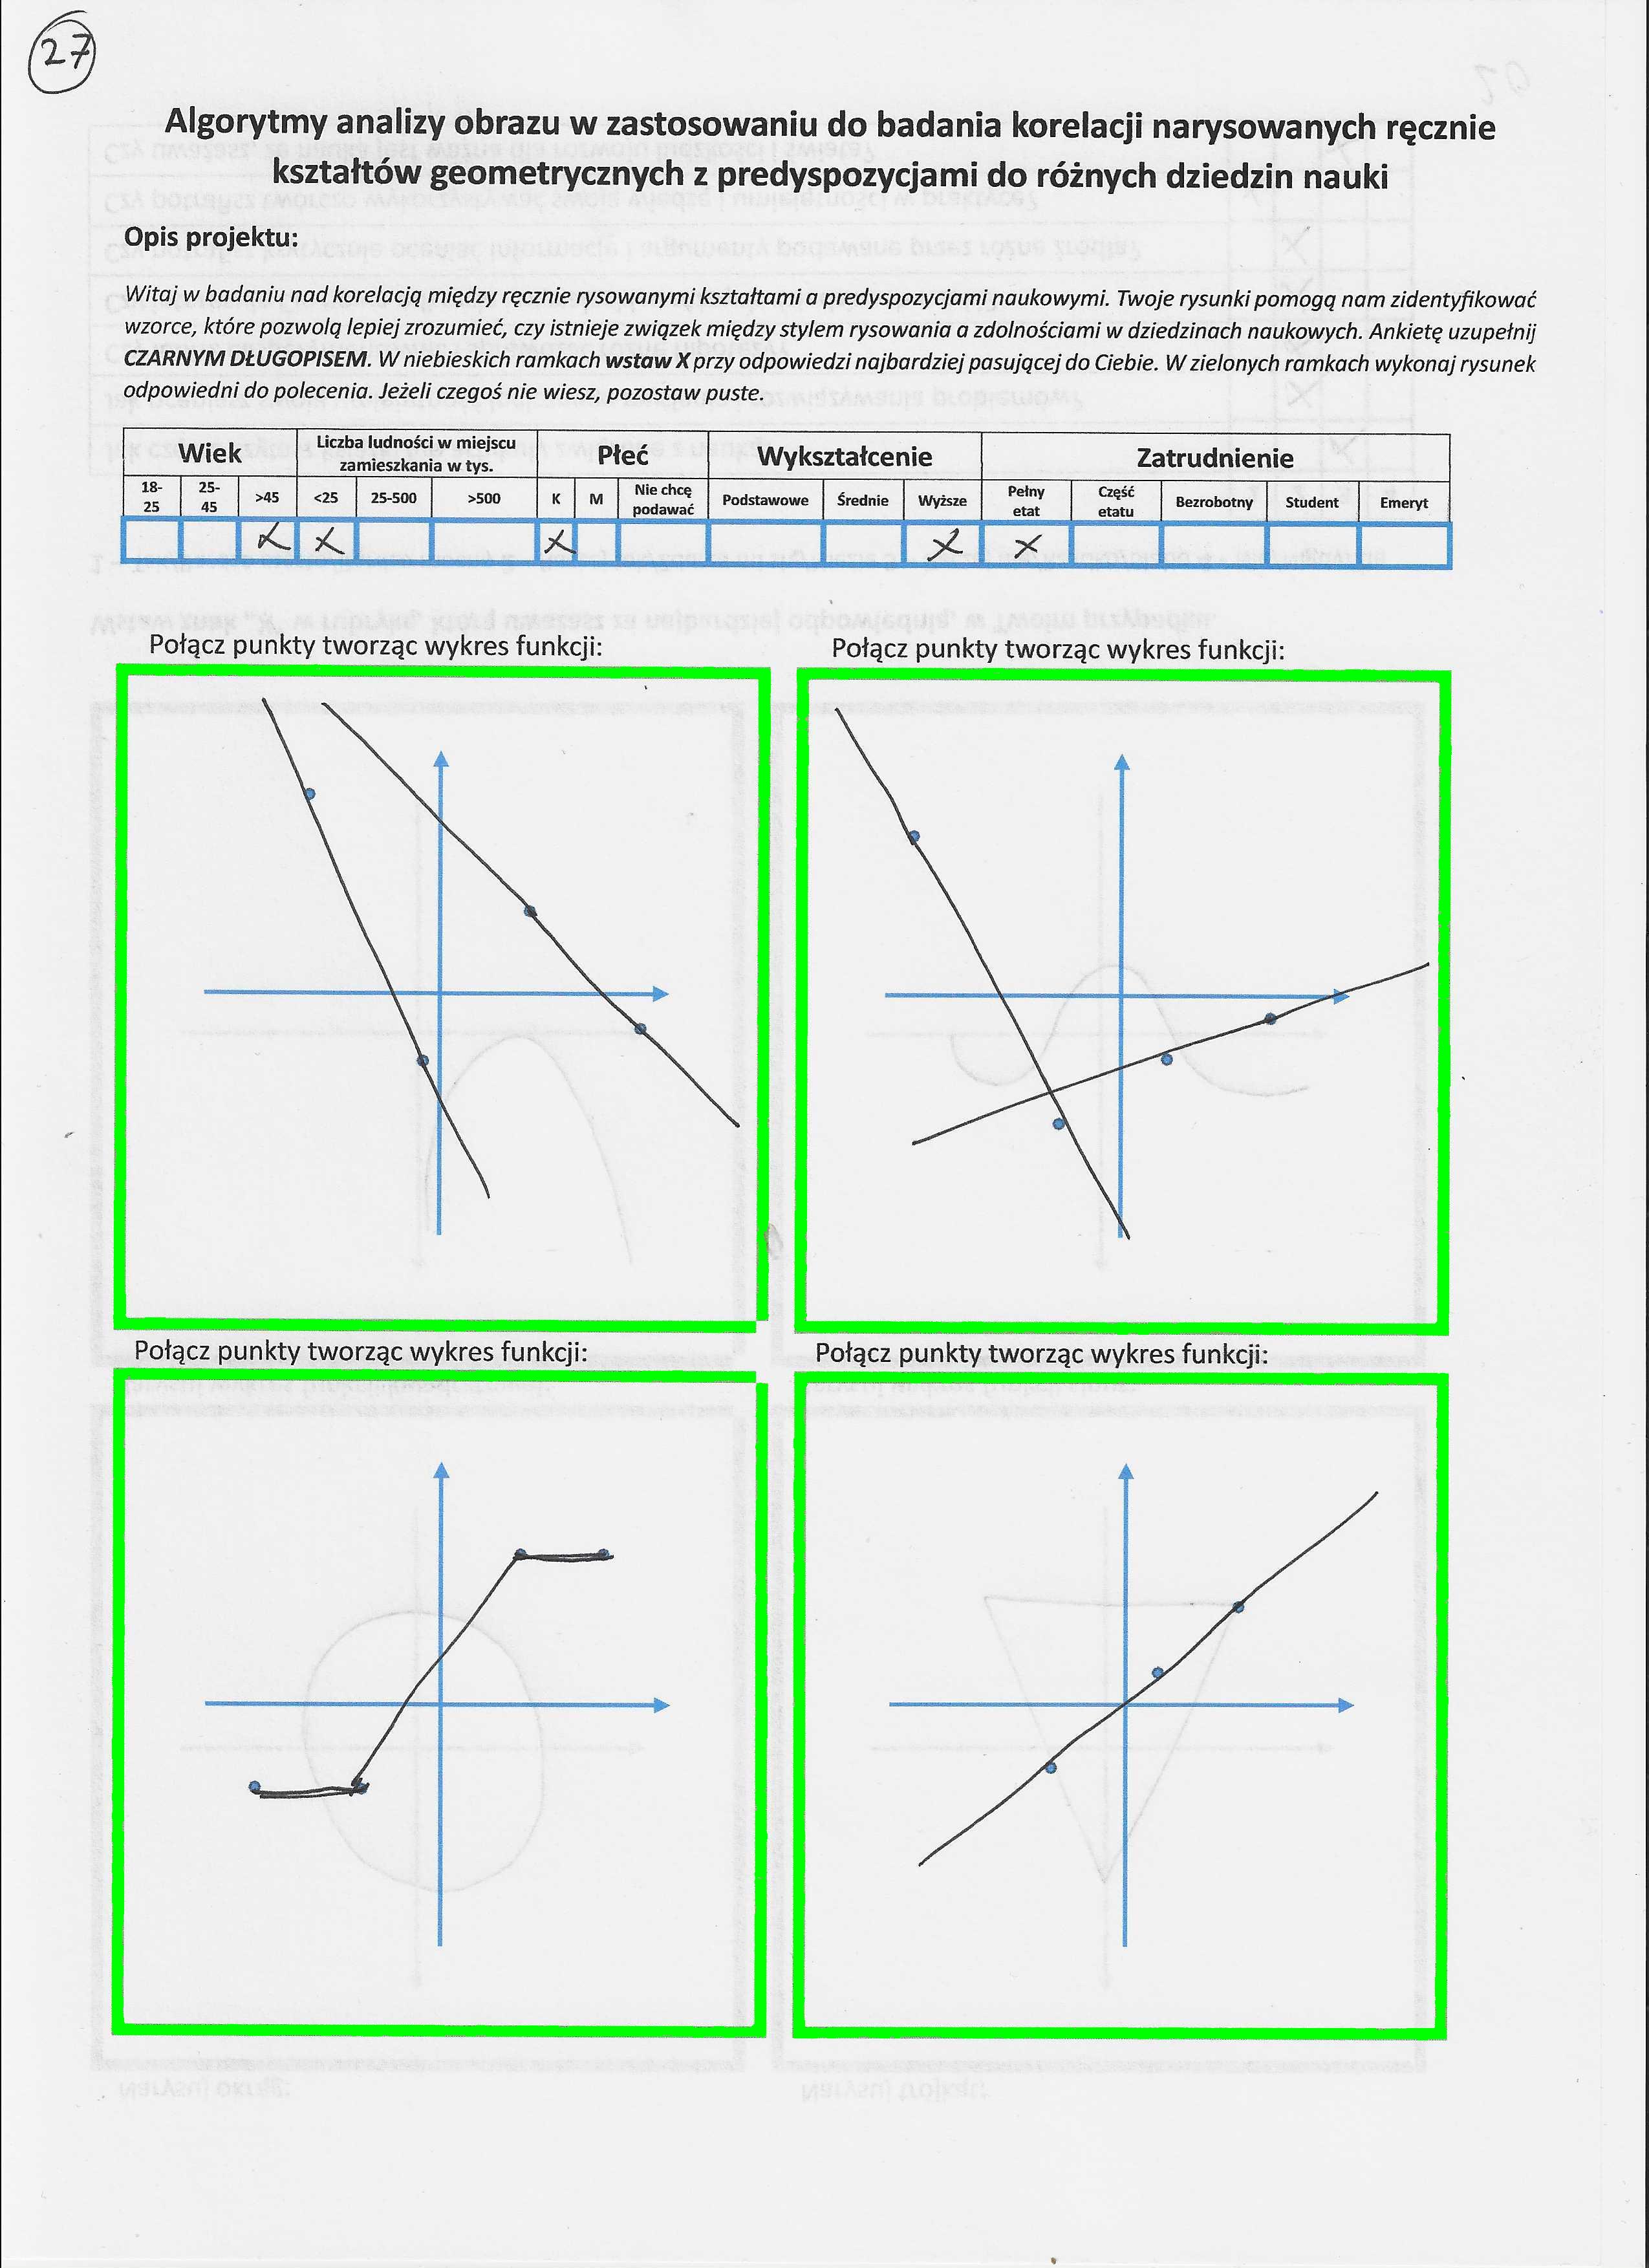 27
Algorytmy analizy obrazu w zastosowaniu do badania korelacji narysowanych ręcznie
kształtów geometrycznych z predyspozycjami do różnych dziedzin nauki
Opis projektu:
Witaj w badaniu nad korelacją między ręcznie rysowanymi kształtami a predyspozycjami naukowymi. Twoje rysunki pomogą nam zidentyfikować
wzorce, które pozwolą lepiej zrozumieć, czy istnieje związek między stylem rysowania a zdolnościami w dziedzinach naukowych. Ankietę uzupełnij
CZARNYM DŁUGOPISEM. W niebieskich ramkach wstaw X przy odpowiedzi najbardziej pasującej do Ciebie. W zielonych ramkach wykonaj rysunek
odpowiedni do polecenia. Jeżeli czegoś nie wiesz, pozostaw puste.
Wiek Liczba ludności w miejscu zamieszkania w tys. Płeć Wykształcenie Zatrudnienie
18-25 25-45 >45 <25 25-500 >500 K M Nie chcę podawać Podstawowe Średnie Wyższe Pełny etat Część etatu Bezrobotny Student Emeryt
X X X X X
Połącz punkty tworząc wykres funkcji: Połącz punkty tworząc wykres funkcji:
Połącz punkty tworząc wykres funkcji: Połącz punkty tworząc wykres funkcji: